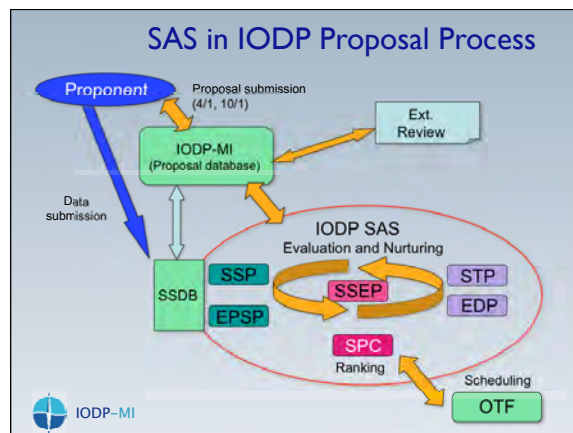 SAS in IODP Proposal Process
Proponent
Proposal submission
(4/1, 10/1)
Ext.
Review
IODP-MI
(Proposal database)
Data
submission
IODP SAS
Evaluation and Nurturing
SSDB
SSP
EPSP
SSEP
STP
EDP
SPC
Ranking
Scheduling
OTF
IODP-MI